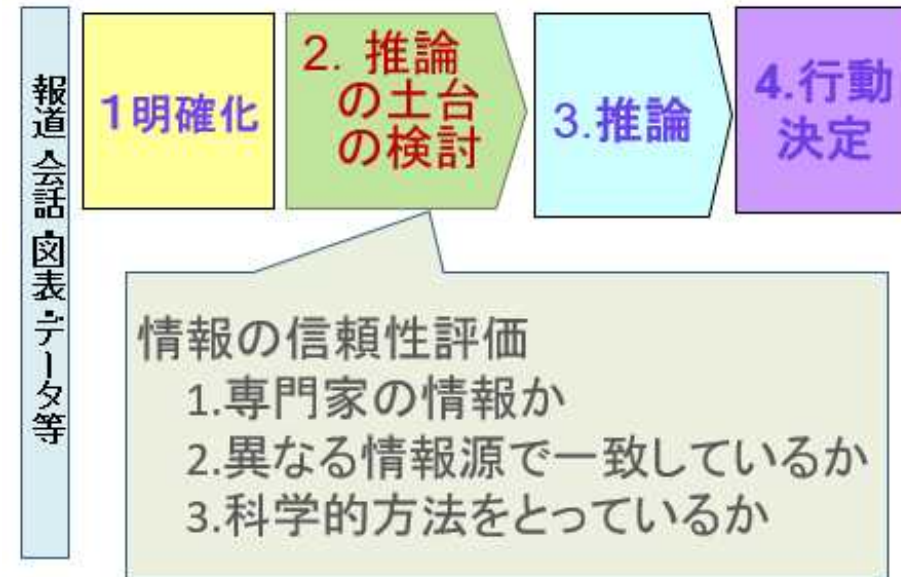 報道・会話・図表・データ等
1明確化
2. 推論
の土台
の検討
3.推論
4.行動
決定
情報の信頼性評価
1.専門家の情報か
2.異なる情報源で一致しているか
3.科学的方法をとっているか